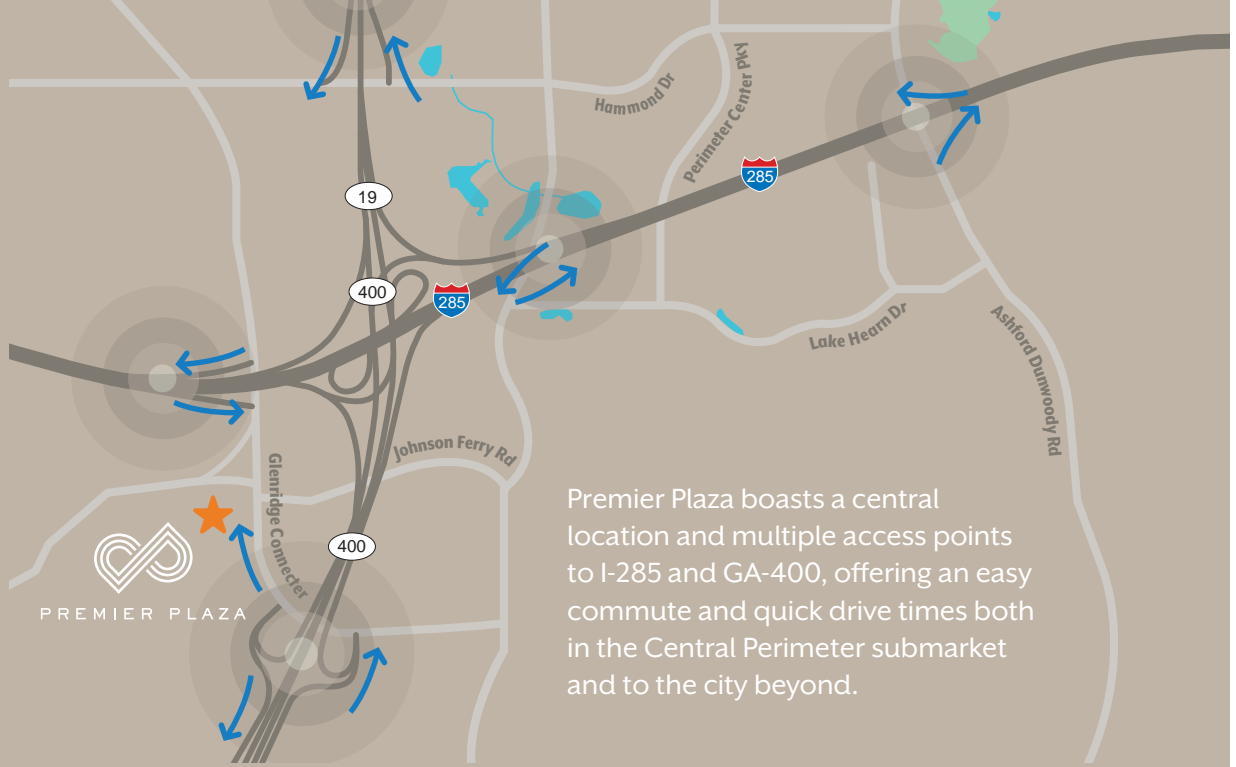 Hammond Dr
Perimeter Center Pky
285
19
400
285
Lake Hearn Dr
Ashford Dunwoody Rd
Johnson Ferry Rd
Glenridge Connecter
400
PREMIER PLAZA
Premier Plaza boasts a central
location and multiple access points
to I-285 and GA-400, offering an easy
commute and quick drive times both
in the Central Perimeter submarket
and to the city beyond.